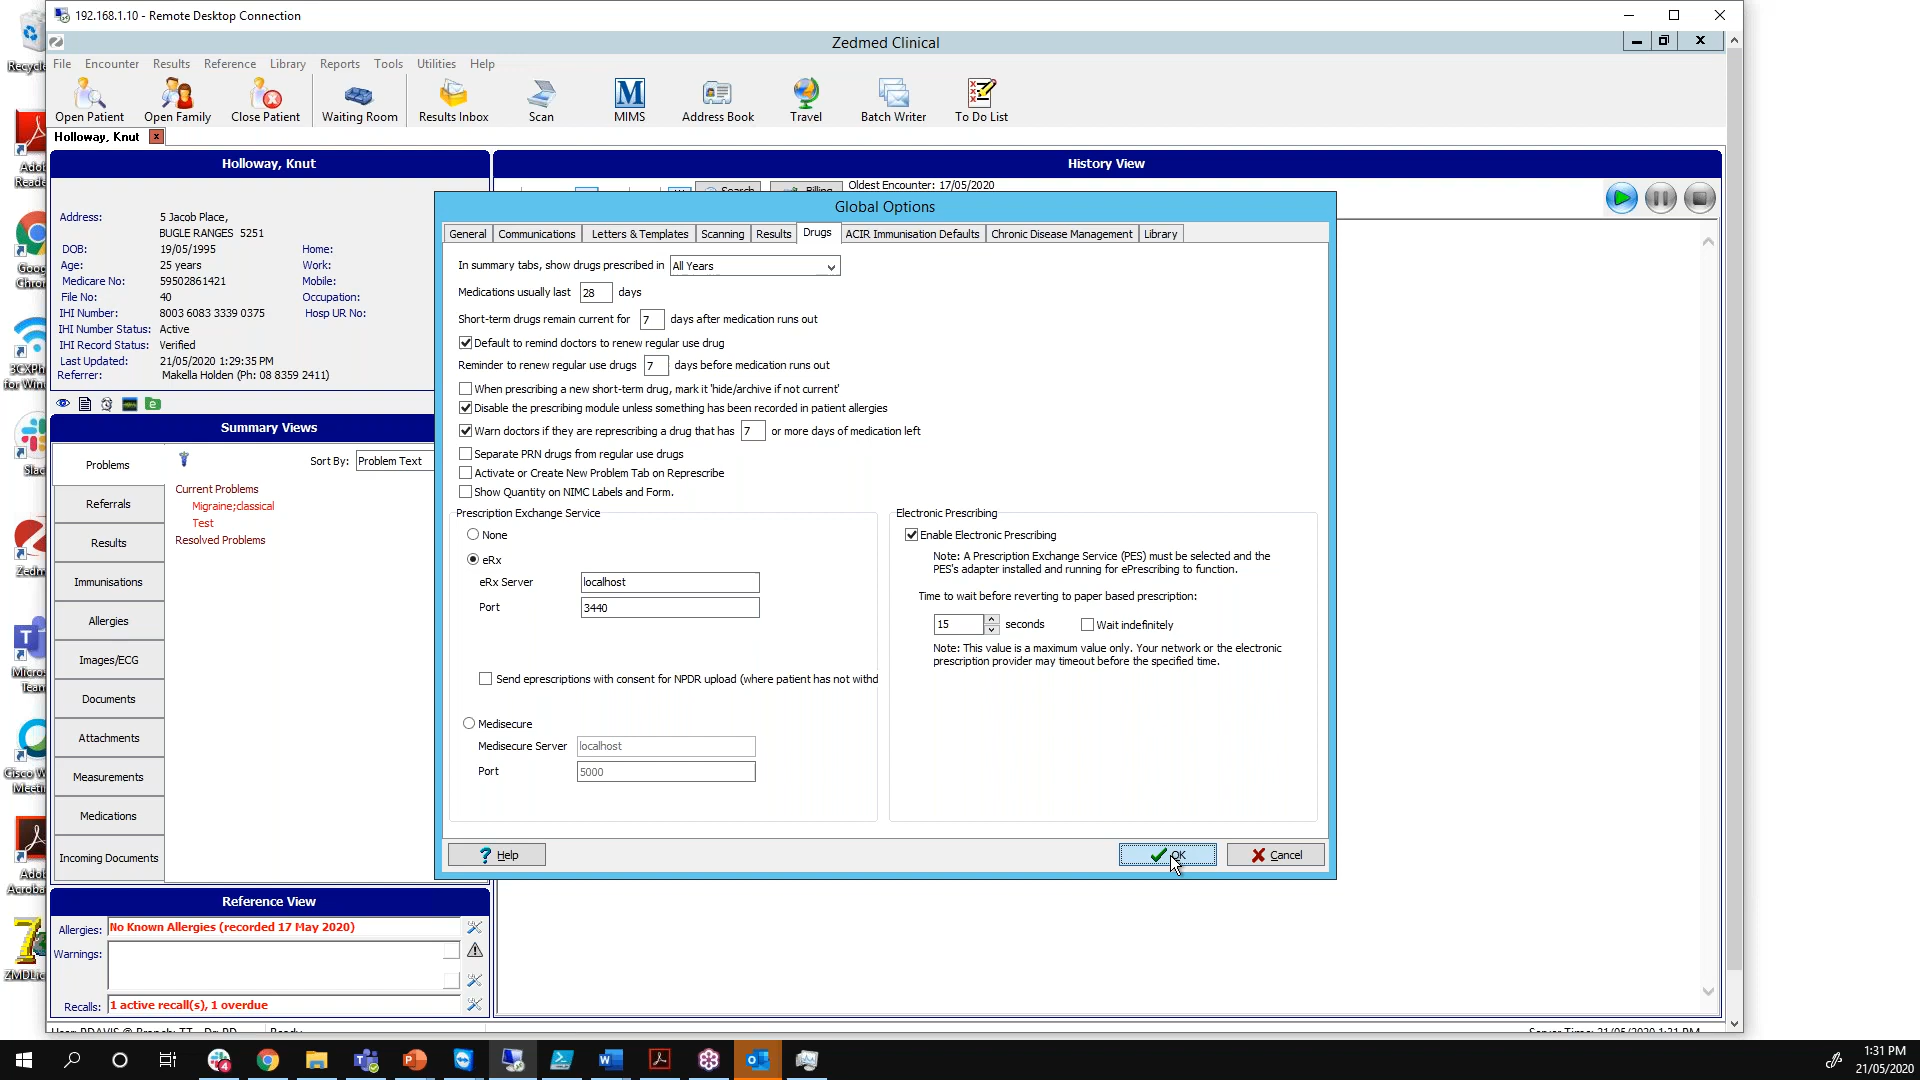 192.168.1.10 - Remote Desktop Connection
Zedmed Clinical
File Encounter Results Reference Library Reports Tools Utilities Help
Open Patient Open Family Close Patient Waiting Room Results Inbox Scan MIMS Address Book Travel Batch Writer To Do List
Holloway, Knut
Holloway, Knut
History View
Oldest Encounter: 17/05/2020
Search Billing
Address: 5 Jacob Place,
BUGLE RANGES 5251
DOB: 19/05/1995 Home:
Age: 25 years Work:
Medicare No: 59502861421 Mobile:
File No: 40 Occupation:
IHI Number: 8003 6083 3339 0375 Hosp UR No:
IHI Number Status: Active
IHI Record Status: Verified
Last Updated: 21/05/2020 1:29:35 PM
Referrer: Makella Holden (Ph: 08 8359 2411)
Summary Views
Problems
Referrals
Results
Immunisations
Allergies
Images/ECG
Documents
Attachments
Measurements
Medications
Incoming Documents
Sort By: Problem Text
Current Problems
Migraine;classical
Test
Resolved Problems
Reference View
Allergies: No Known Allergies (recorded 17 May 2020)
Warnings:
Recalls: 1 active recall(s), 1 overdue
Global Options
General Communications Letters & Templates Scanning Results Drugs ACIR Immunisation Defaults Chronic Disease Management Library
In summary tabs, show drugs prescribed in All Years
Medications usually last 28 days
Short-term drugs remain current for 7 days after medication runs out
Default to remind doctors to renew regular use drug
Reminder to renew regular use drugs 7 days before medication runs out
When prescribing a new short-term drug, mark it 'hide/archive if not current'
Disable the prescribing module unless something has been recorded in patient allergies
Warn doctors if they are represcribing a drug that has 7 or more days of medication left
Separate PRN drugs from regular use drugs
Activate or Create New Problem Tab on Represcribe
Show Quantity on NIMC Labels and Form.
Prescription Exchange Service
None
eRx
eRx Server localhost
Port 3440
Send eprescriptions with consent for NPDR upload (where patient has not withd
Medisecure
Medisecure Server localhost
Port 5000
Electronic Prescribing
Enable Electronic Prescribing
Note: A Prescription Exchange Service (PES) must be selected and the
PES's adapter installed and running for ePrescribing to function.
Time to wait before reverting to paper based prescription:
15 seconds Wait indefinitely
Note: This value is a maximum value only. Your network or the electronic
prescription provider may timeout before the specified time.
Help OK Cancel
User: PDAVIS @ Branch: TT - Dr: PD Ready
Server Time: 21/05/2020 1:31 PM
1:31 PM
21/05/2020